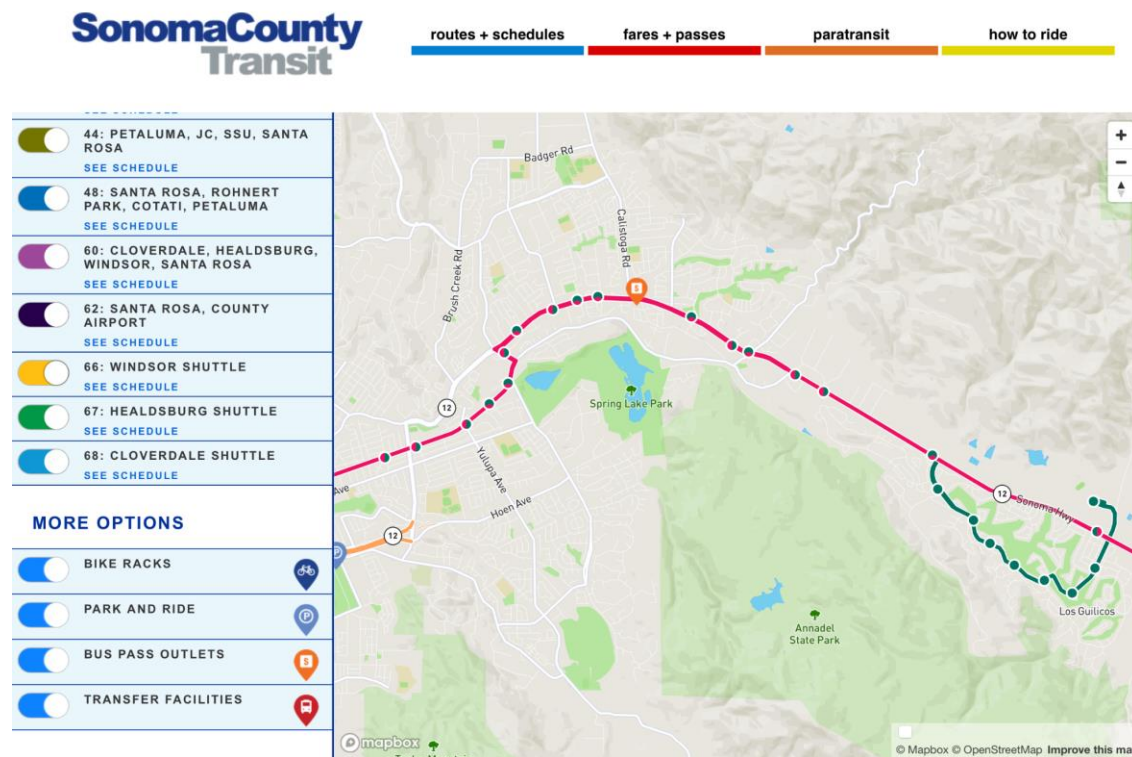 SonomaCounty
Transit
routes + schedules
fares + passes
paratransit
how to ride
SEE SCHEDULE
44: PETALUMA, JC, SSU, SANTA
ROSA
SEE SCHEDULE
48: SANTA ROSA, ROHNERT
PARK, COTATI, PETALUMA
SEE SCHEDULE
60: CLOVERDALE, HEALDSBURG,
WINDSOR, SANTA ROSA
SEE SCHEDULE
62: SANTA ROSA, COUNTY
AIRPORT
SEE SCHEDULE
66: WINDSOR SHUTTLE
SEE SCHEDULE
67: HEALDSBURG SHUTTLE
SEE SCHEDULE
68: CLOVERDALE SHUTTLE
SEE SCHEDULE
MORE OPTIONS
BIKE RACKS
PARK AND RIDE
P
BUS PASS OUTLETS
S
TRANSFER FACILITIES
Badger Rd
Calistoga Rd
Brush Creek Rd
S
Spring Lake Park
12
Yulupa Ave
Ave
Hoen Ave
12
12
Sonoma Hwy
Los Guilicos
Annadel
State Park
mapbox
© Mapbox © OpenStreetMap Improve this ma